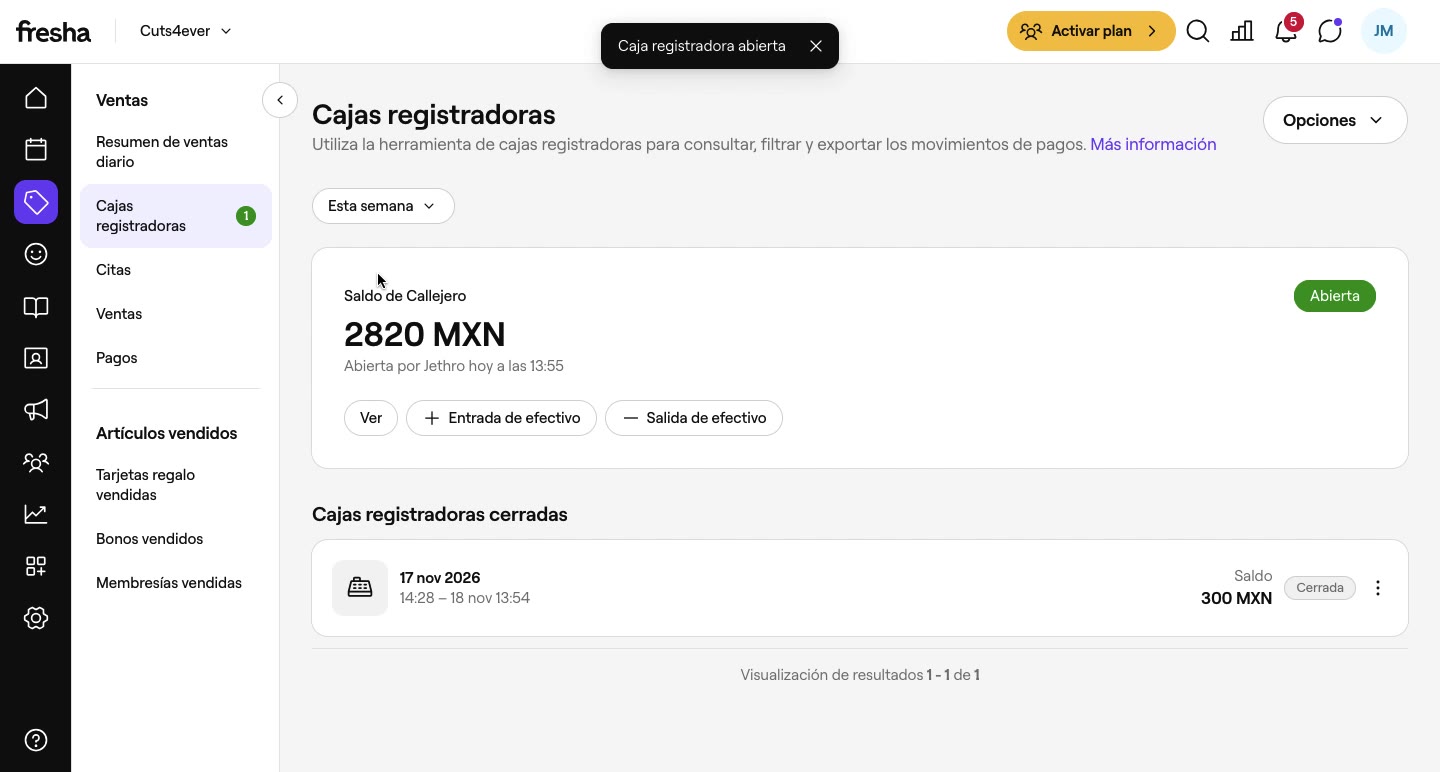 fresha
Cuts4ever
Caja registradora abierta
Activar plan
5
JM
Ventas
Resumen de ventas
diario
Cajas
registradoras
1
Citas
Ventas
Pagos
Artículos vendidos
Tarjetas regalo
vendidas
Bonos vendidos
Membresías vendidas
Cajas registradoras
Utiliza la herramienta de cajas registradoras para consultar, filtrar y exportar los movimientos de pagos. Más información
Opciones
Esta semana
Saldo de Callejero
Abierta
2820 MXN
Abierta por Jethro hoy a las 13:55
Ver
Entrada de efectivo
Salida de efectivo
Cajas registradoras cerradas
17 nov 2026
14:28 – 18 nov 13:54
Saldo
300 MXN
Cerrada
Visualización de resultados 1 - 1 de 1